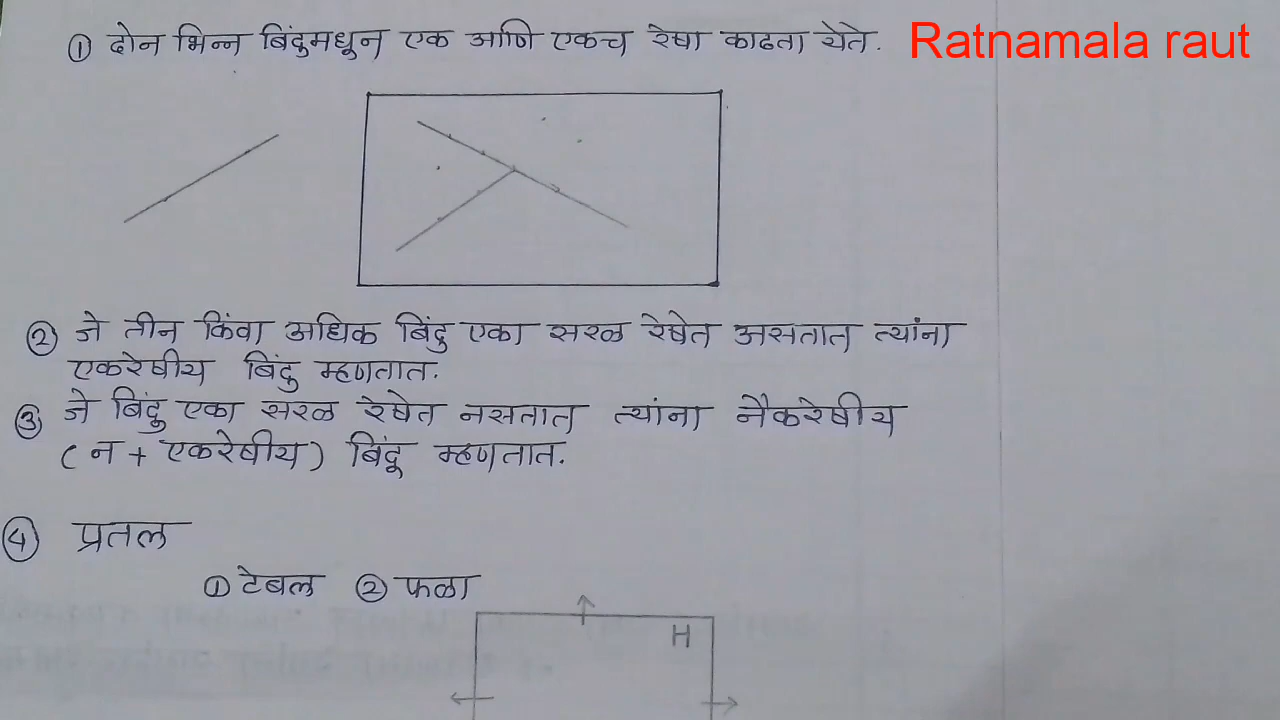 ① दोन भिन्न बिंदुमधून एक आणि एकच रेषा काढता येते. Ratnamala raut
② जे तीन किंवा अधिक बिंदु एका सरळ रेषेत असतात त्यांना
एकरेषीय बिंदु म्हणतात.
③ जे बिंदु एका सरळ रेषेत नसतात त्यांना नैकरेषीय
(न + एकरेषीय) बिंदू म्हणतात.
④ प्रतल
① टेबल ② फळा
H